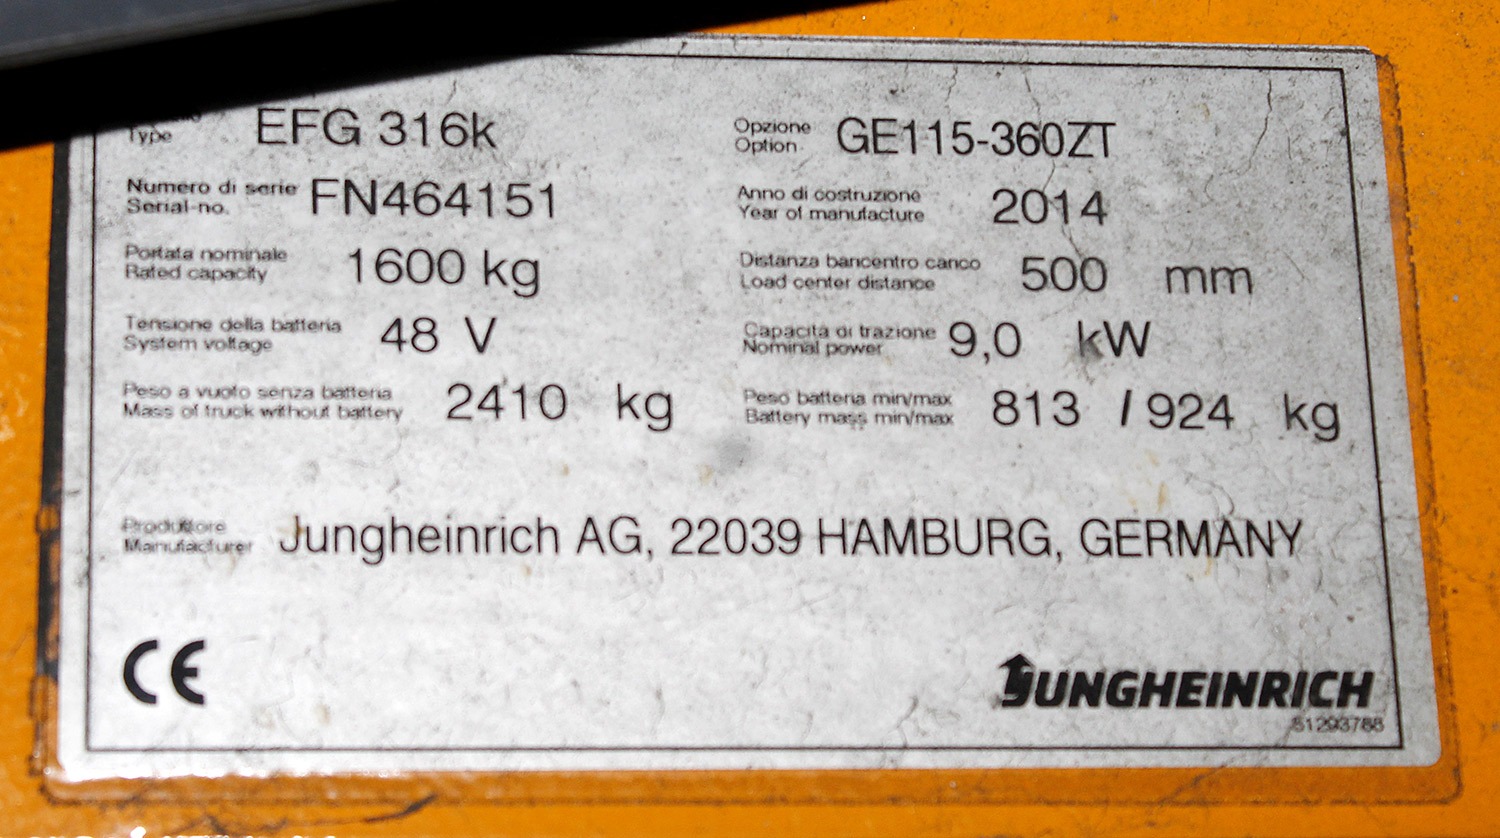 Type EFG 316k
Opzione
Option GE115-360ZT
Numero di serie
Serial-no. FN464151
Anno di costruzione
Year of manufacture 2014
Portata nominale
Rated capacity 1600 kg
Distanza bancentro canco
Load center distance 500 mm
Tensione della batteria
System voltage 48 V
Capacita di trazione
Nominal power 9,0 kW
Peso a vuoto senza batteria
Mass of truck without battery 2410 kg
Peso batteria min/max
Battery mass min/max 813 / 924 kg
Produttore
Manufacturer Jungheinrich AG, 22039 HAMBURG, GERMANY
CE
JUNGHEINRICH
51293788